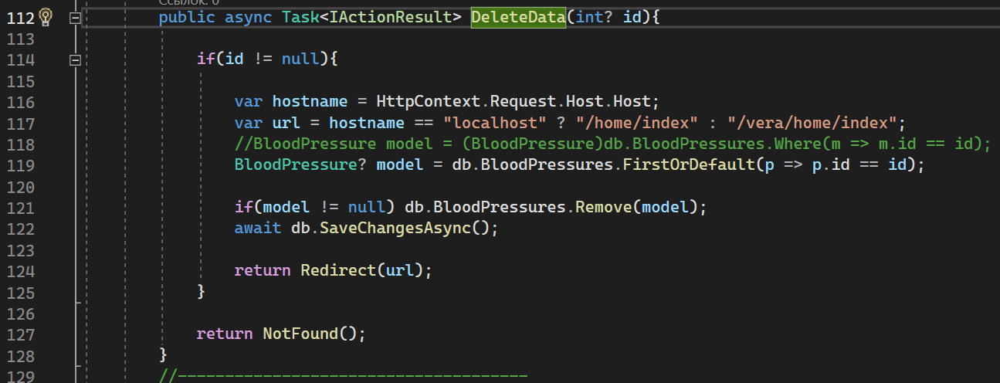 Ссылок: 0
112 public async Task<IActionResult> DeleteData(int? id){
113
114 if(id != null){
115
116 var hostname = HttpContext.Request.Host.Host;
117 var url = hostname == "localhost" ? "/home/index" : "/vera/home/index";
118 //BloodPressure model = (BloodPressure)db.BloodPressures.Where(m => m.id == id);
119 BloodPressure? model = db.BloodPressures.FirstOrDefault(p => p.id == id);
120
121 if(model != null) db.BloodPressures.Remove(model);
122 await db.SaveChangesAsync();
123
124 return Redirect(url);
125 }
126
127 return NotFound();
128 }
129 //-------------------------------------